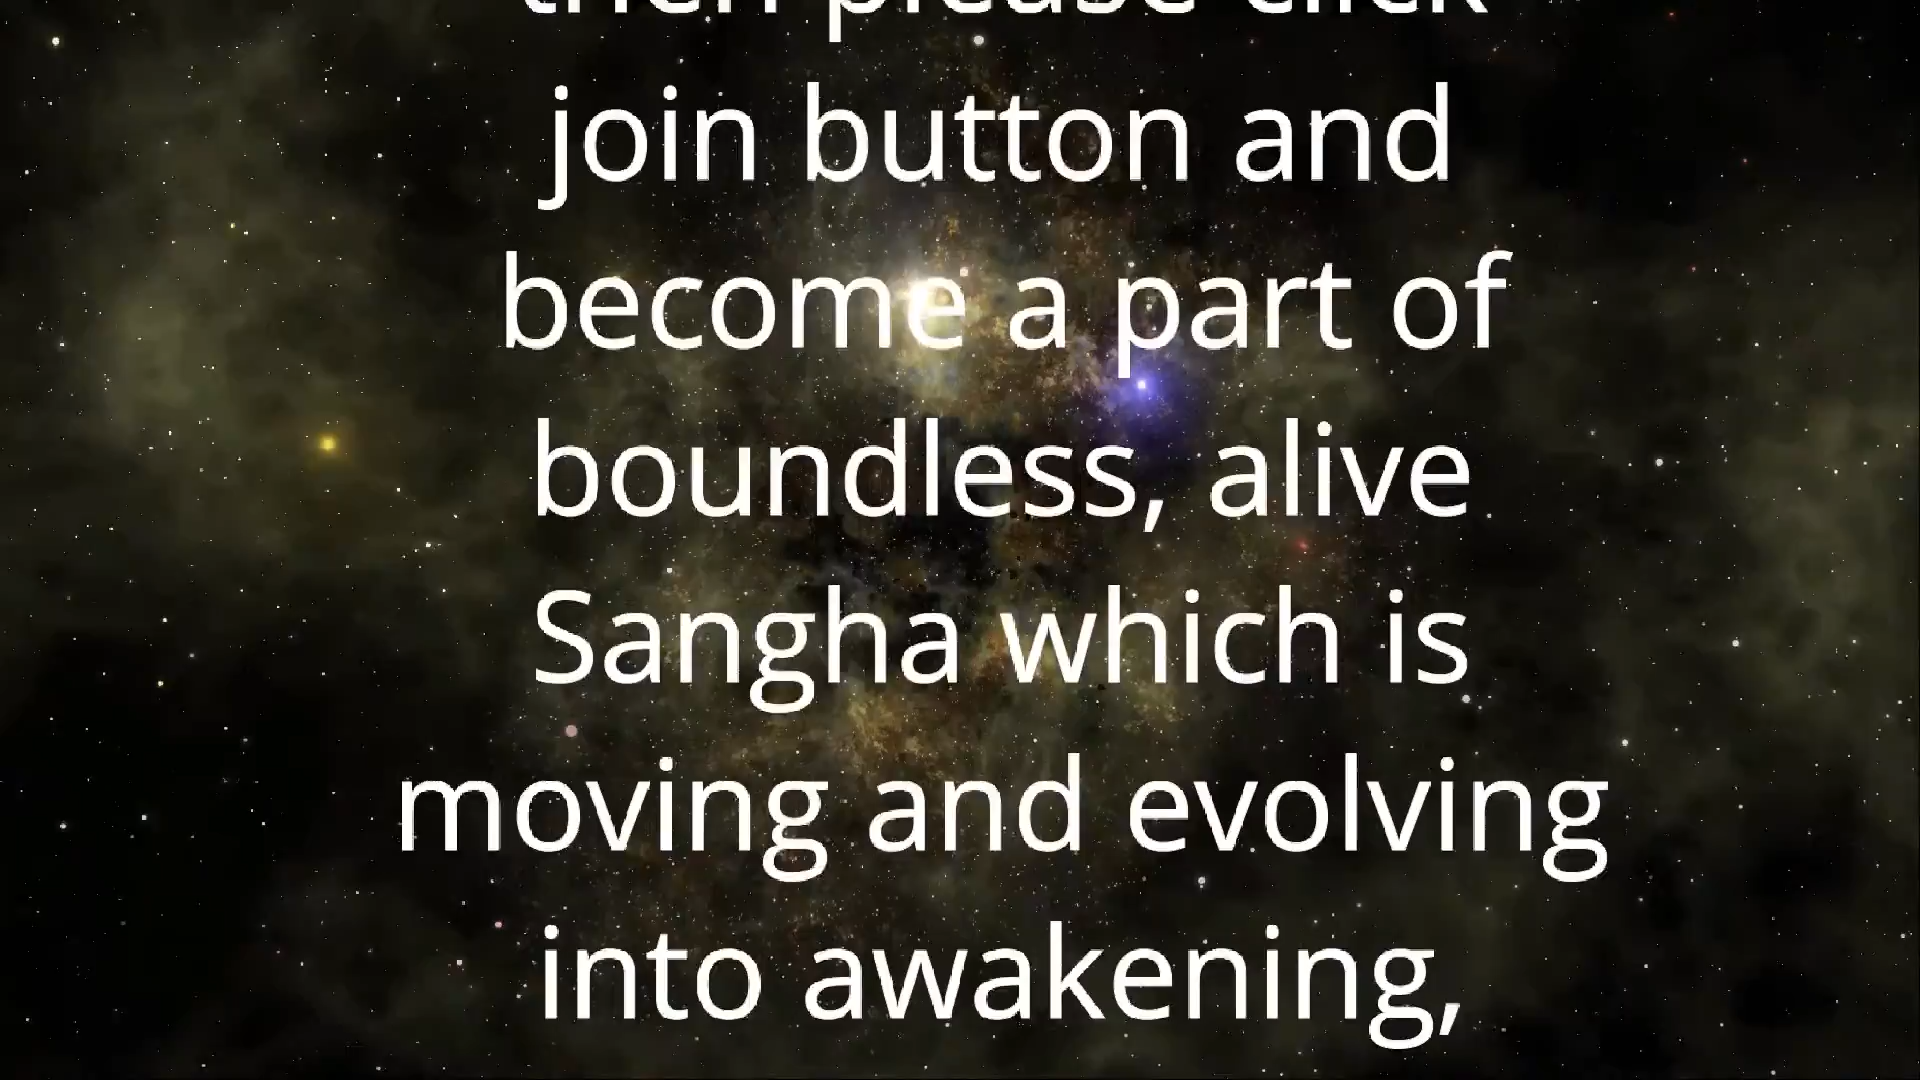 then please click
join button and
become a part of
boundless, alive
Sangha which is
moving and evolving
into awakening,